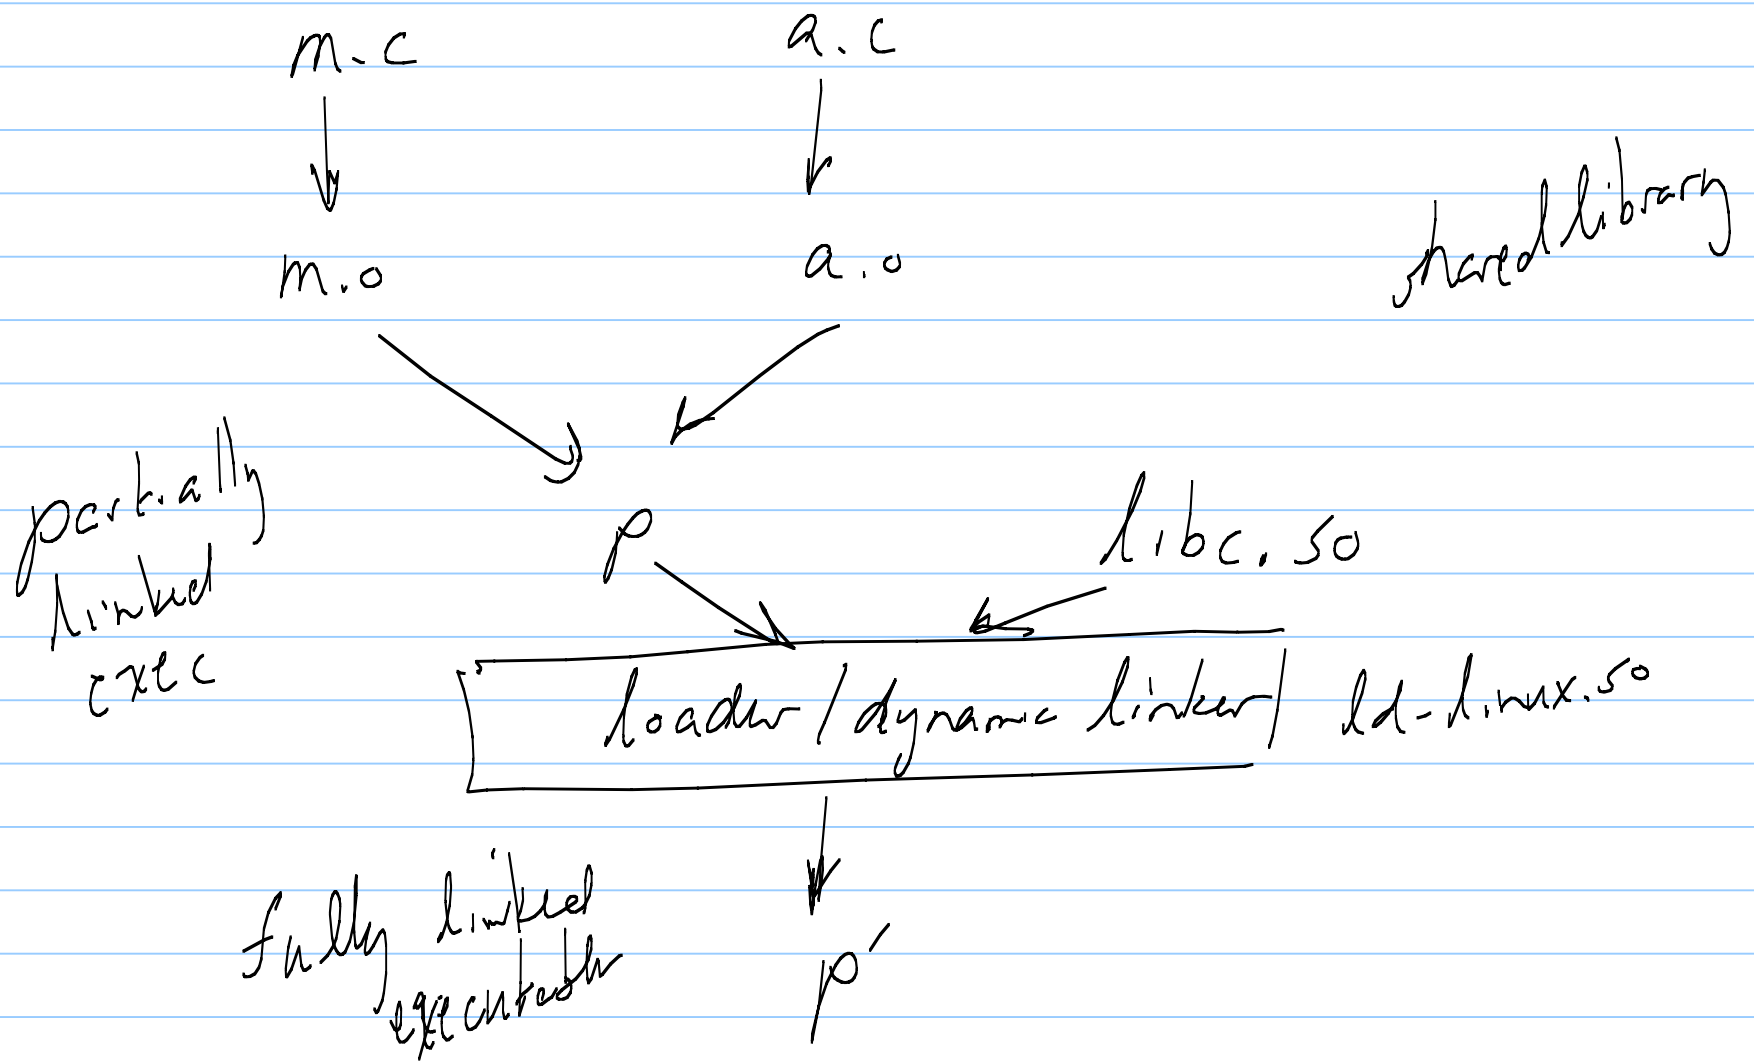 m.c
a.c
m.o
a.o
shared library
partially
linked
exec
p
libc.so
loader/dynamic linker
ld-linux.so
fully linked
executable
p'